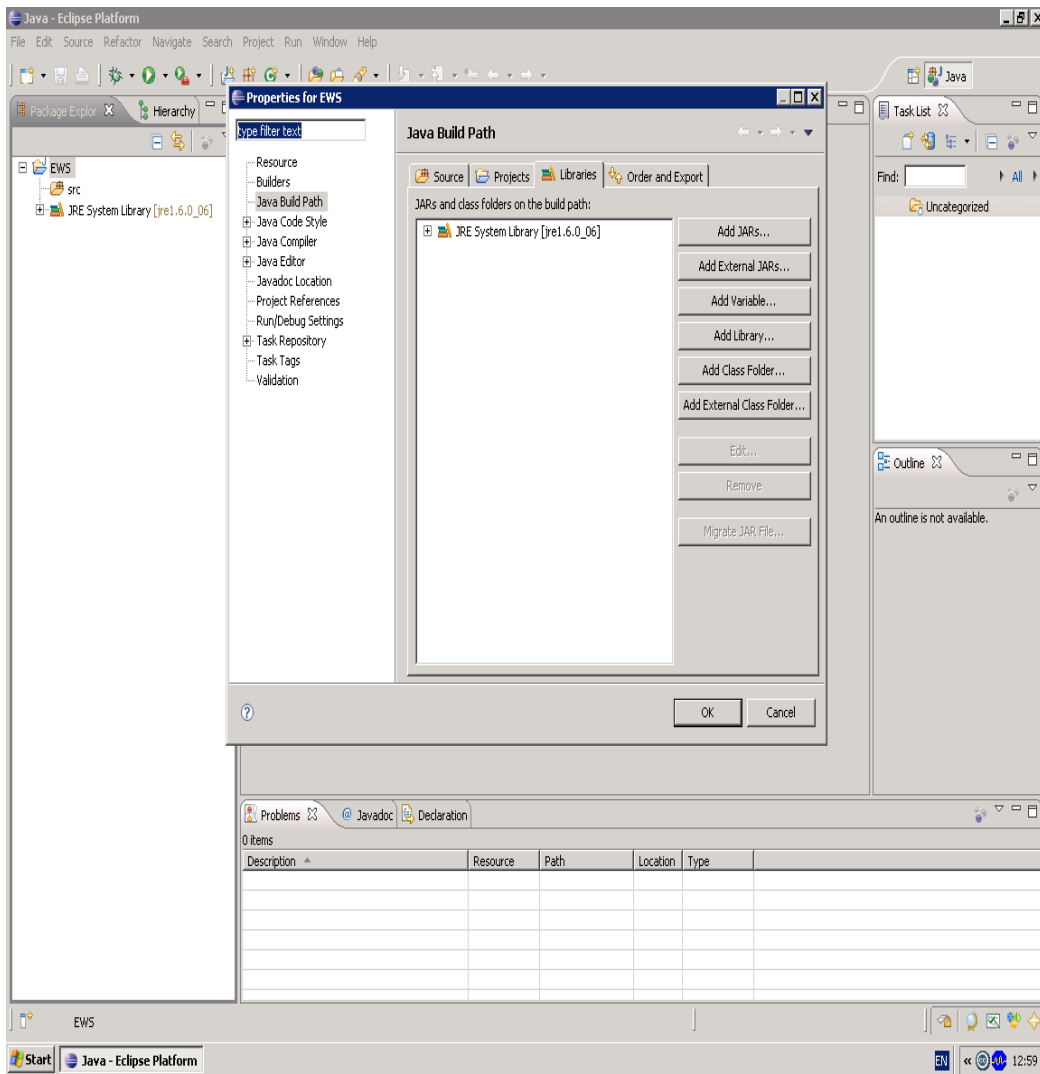 Java - Eclipse Platform
File Edit Source Refactor Navigate Search Project Run Window Help
Java
Package Explor
Hierarchy
EWS
src
JRE System Library [jre1.6.0_06]
Properties for EWS
type filter text
Resource
Builders
Java Build Path
Java Code Style
Java Compiler
Java Editor
Javadoc Location
Project References
Run/Debug Settings
Task Repository
Task Tags
Validation
Java Build Path
Source Projects Libraries Order and Export
JARs and class folders on the build path:
JRE System Library [jre1.6.0_06]
Add JARs...
Add External JARs...
Add Variable...
Add Library...
Add Class Folder...
Add External Class Folder...
Edit...
Remove
Migrate JAR File...
OK Cancel
Task List
Find: All
Uncategorized
Outline
An outline is not available.
Problems @ Javadoc Declaration
0 items
Description Resource Path Location Type
EWS
Start Java - Eclipse Platform EN « 12:59